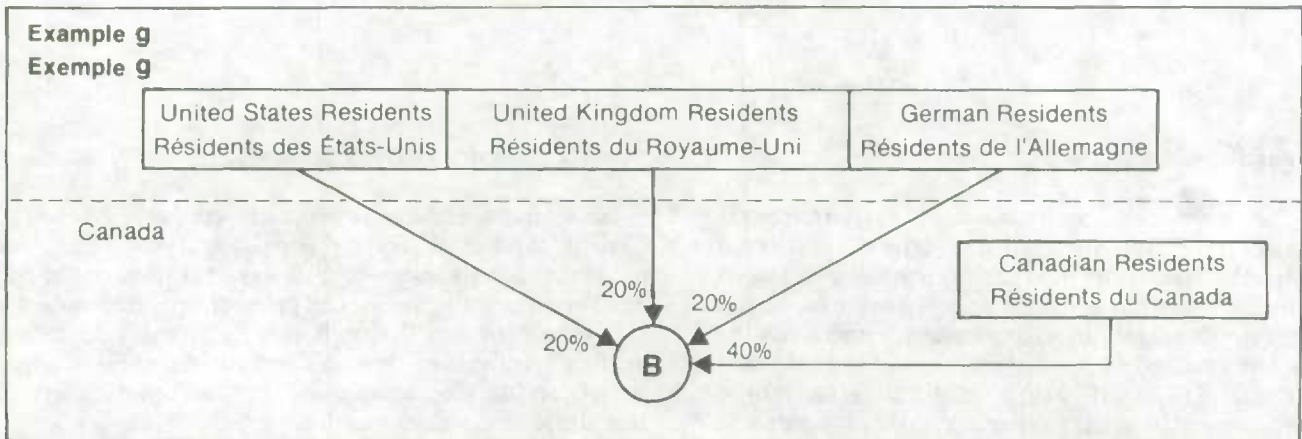 Example g
Exemple g
United States Residents
Résidents des États-Unis
United Kingdom Residents
Résidents du Royaume-Uni
German Residents
Résidents de l'Allemagne
Canada
Canadian Residents
Résidents du Canada
20%
20%
20%
40%
B